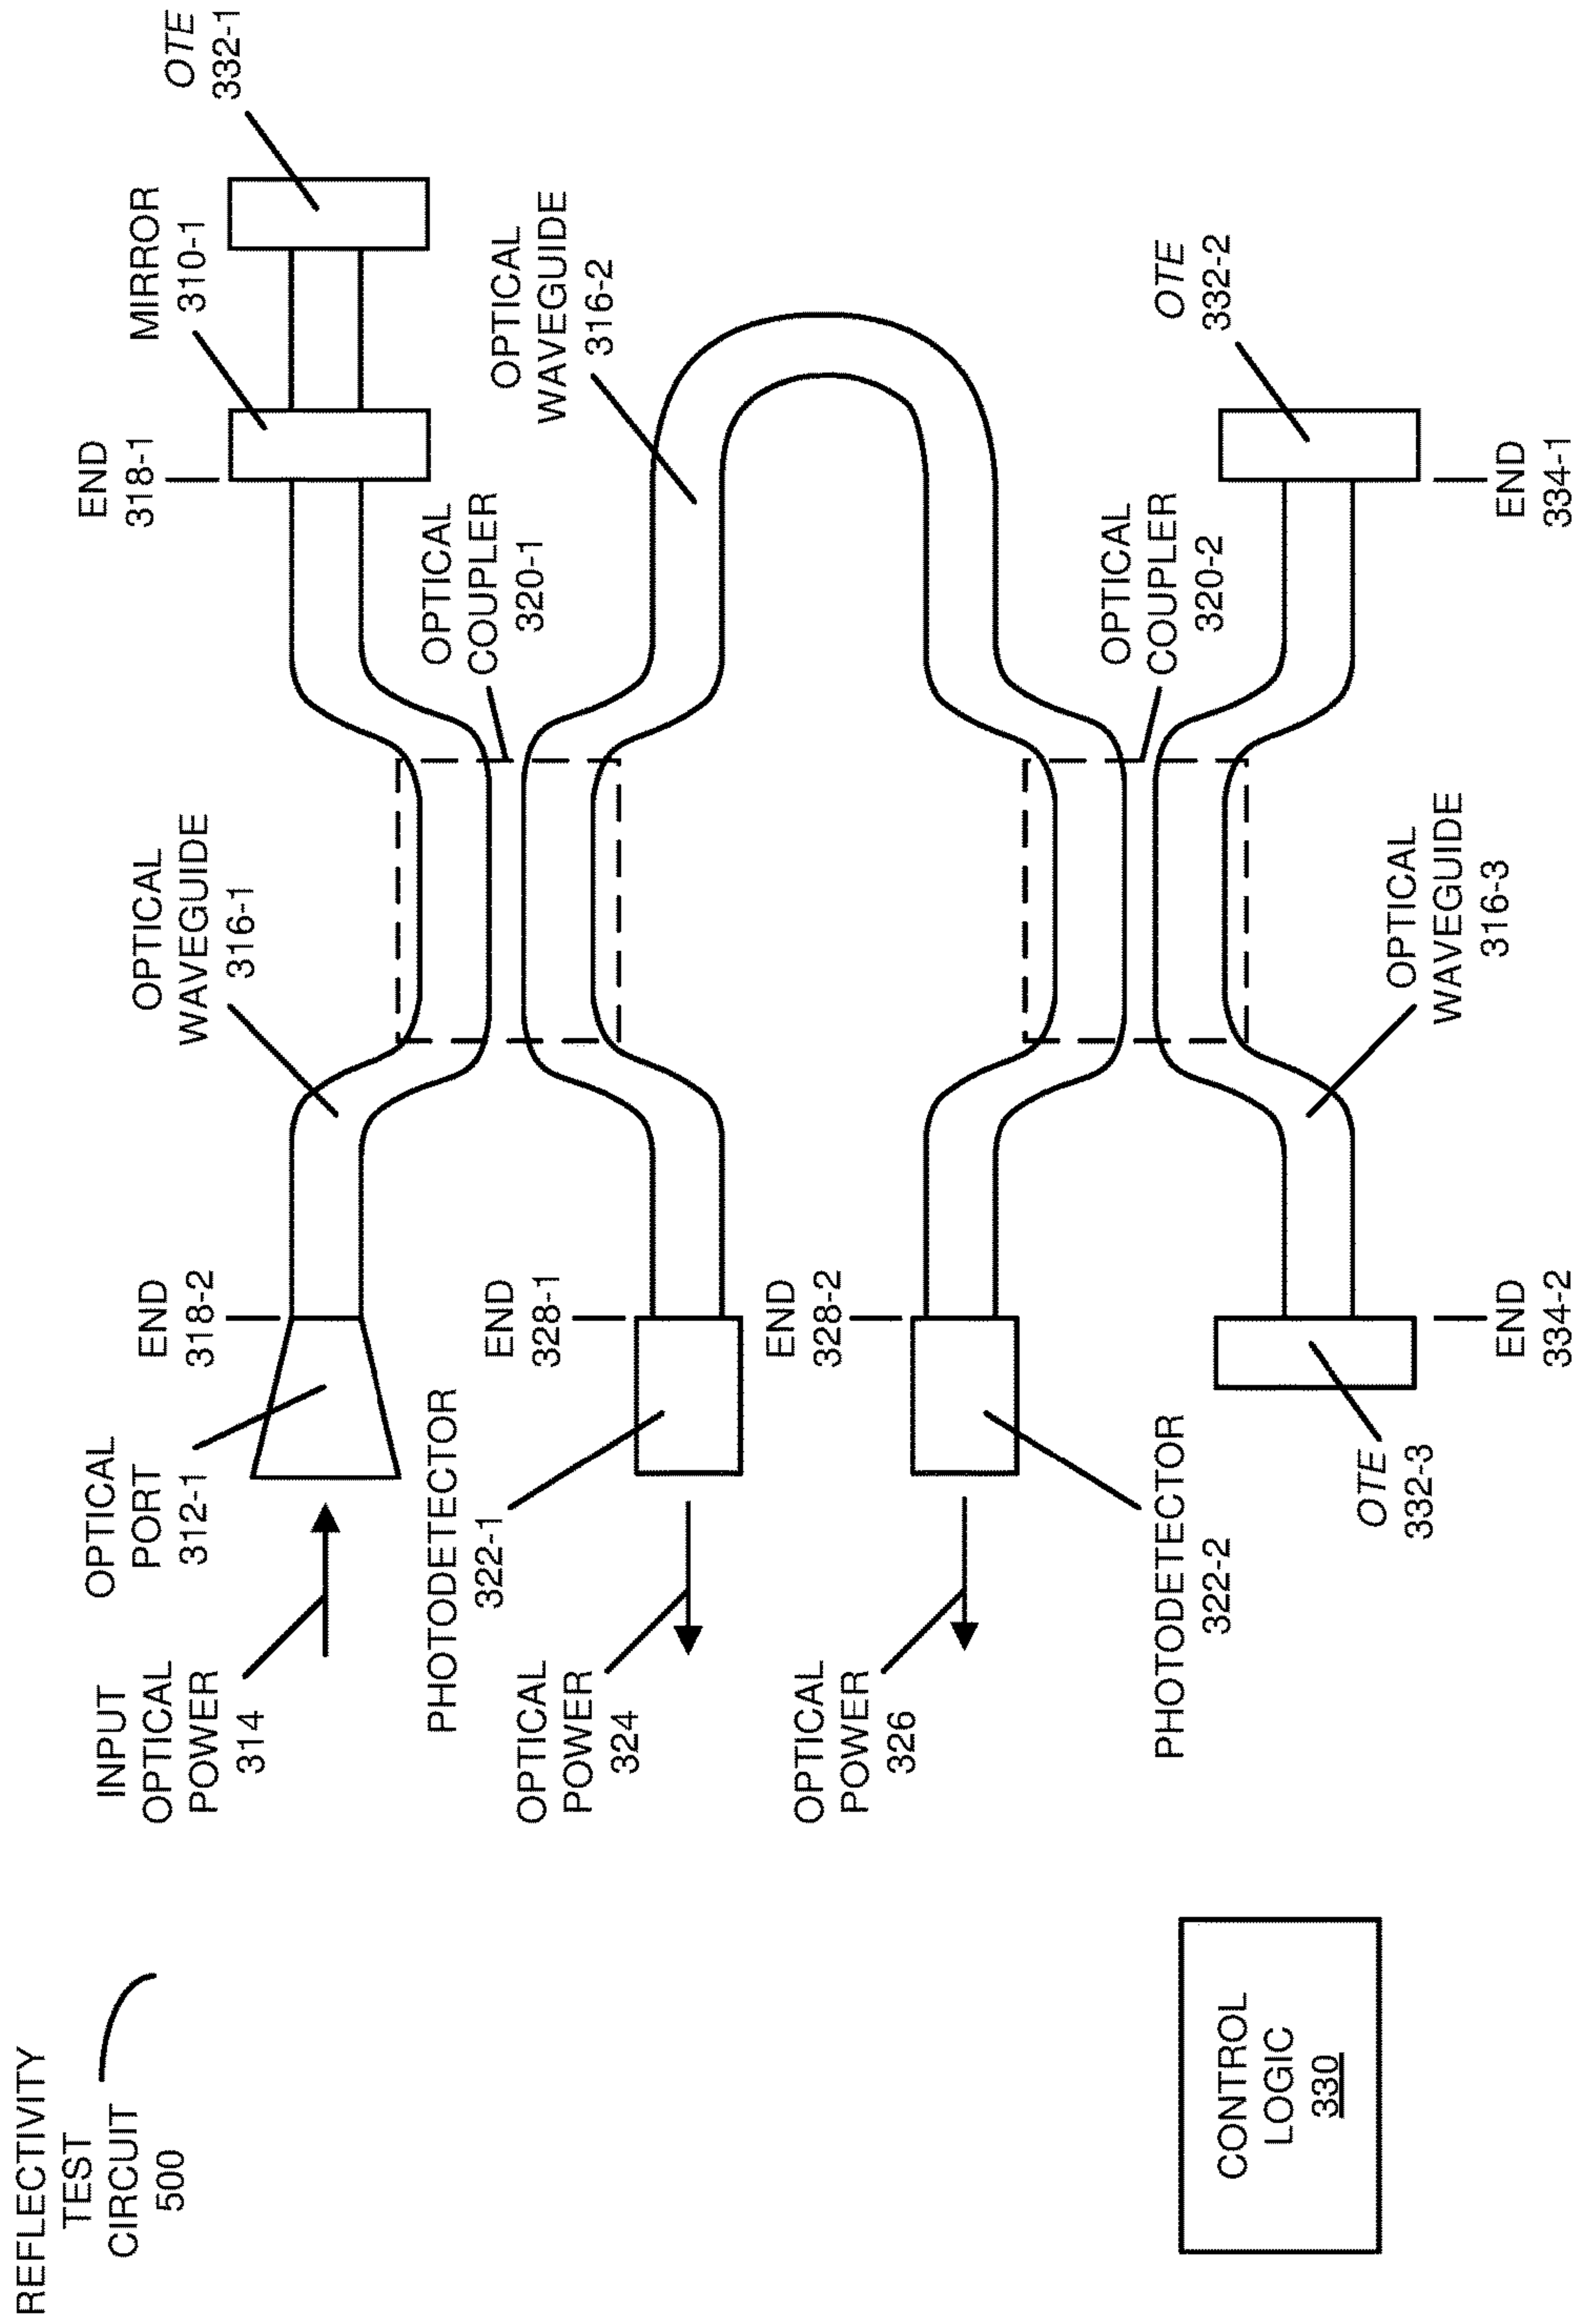 REFLECTIVITY
TEST
CIRCUIT
500
INPUT
OPTICAL
POWER
314
OPTICAL
PORT
312-1
END
318-2
OPTICAL
WAVEGUIDE
316-1
END
318-1
MIRROR
310-1
OTE
332-1
OPTICAL
COUPLER
320-1
OPTICAL
WAVEGUIDE
316-2
PHOTODETECTOR
322-1
END
328-1
OPTICAL
POWER
324
END
328-2
OPTICAL
POWER
326
PHOTODETECTOR
322-2
OPTICAL
COUPLER
320-2
OTE
332-2
CONTROL
LOGIC
330
OTE
332-3
OPTICAL
WAVEGUIDE
316-3
END
334-2
END
334-1